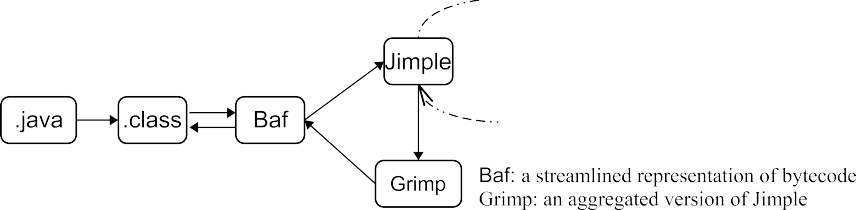 Jimple
.java
.class
Baf
Grimp
Baf: a streamlined representation of bytecode
Grimp: an aggregated version of Jimple